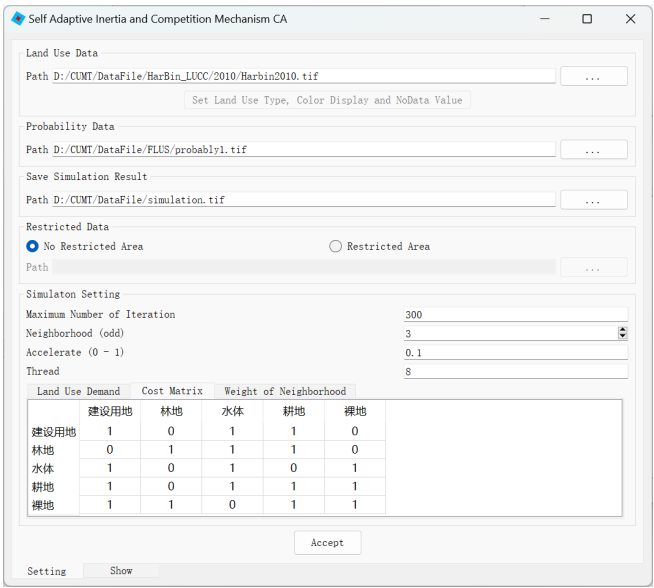 Self Adaptive Inertia and Competition Mechanism CA
Land Use Data
Path D:/CUMT/DataFile/HarBin_LUCC/2010/Harbin2010.tif ...
Set Land Use Type, Color Display and NoData Value
Probability Data
Path D:/CUMT/DataFile/FLUS/probably1.tif ...
Save Simulation Result
Path D:/CUMT/DataFile/simulation.tif ...
Restricted Data
No Restricted Area Restricted Area
Path ...
Simulaton Setting
Maximum Number of Iteration 300
Neighborhood (odd) 3
Accelerate (0 - 1) 0.1
Thread 8
Land Use Demand Cost Matrix Weight of Neighborhood
建设用地 林地 水体 耕地 裸地
建设用地 1 0 1 1 0
林地 0 1 1 1 0
水体 1 0 1 0 1
耕地 1 0 1 1 1
裸地 1 1 0 1 1
Accept
Setting Show